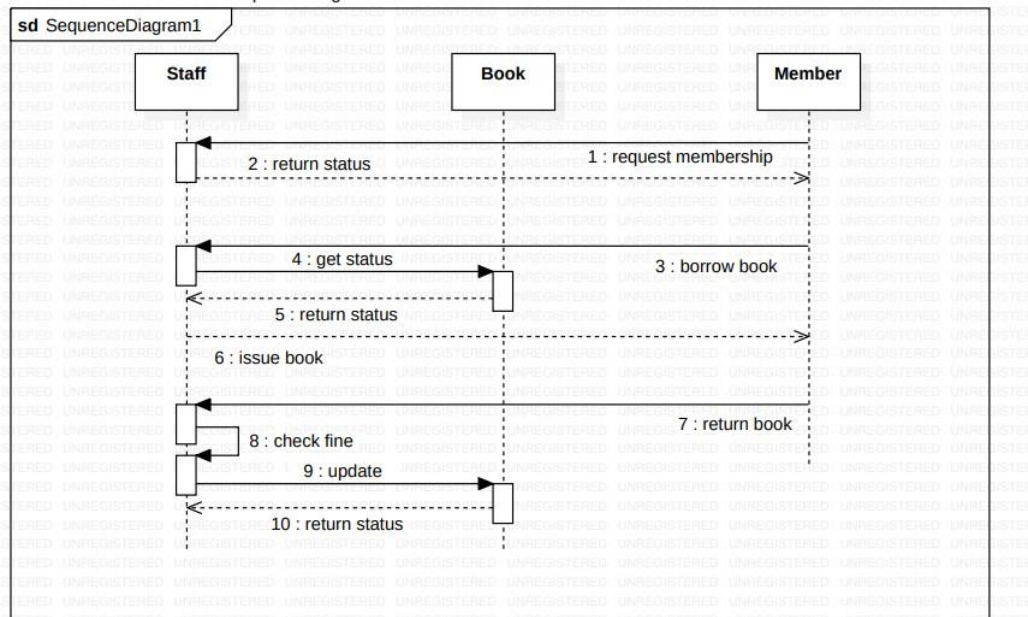 sd SequenceDiagram1
Staff
Book
Member
1 : request membership
2 : return status
3 : borrow book
4 : get status
5 : return status
6 : issue book
7 : return book
8 : check fine
9 : update
10 : return status
UNREGISTERED